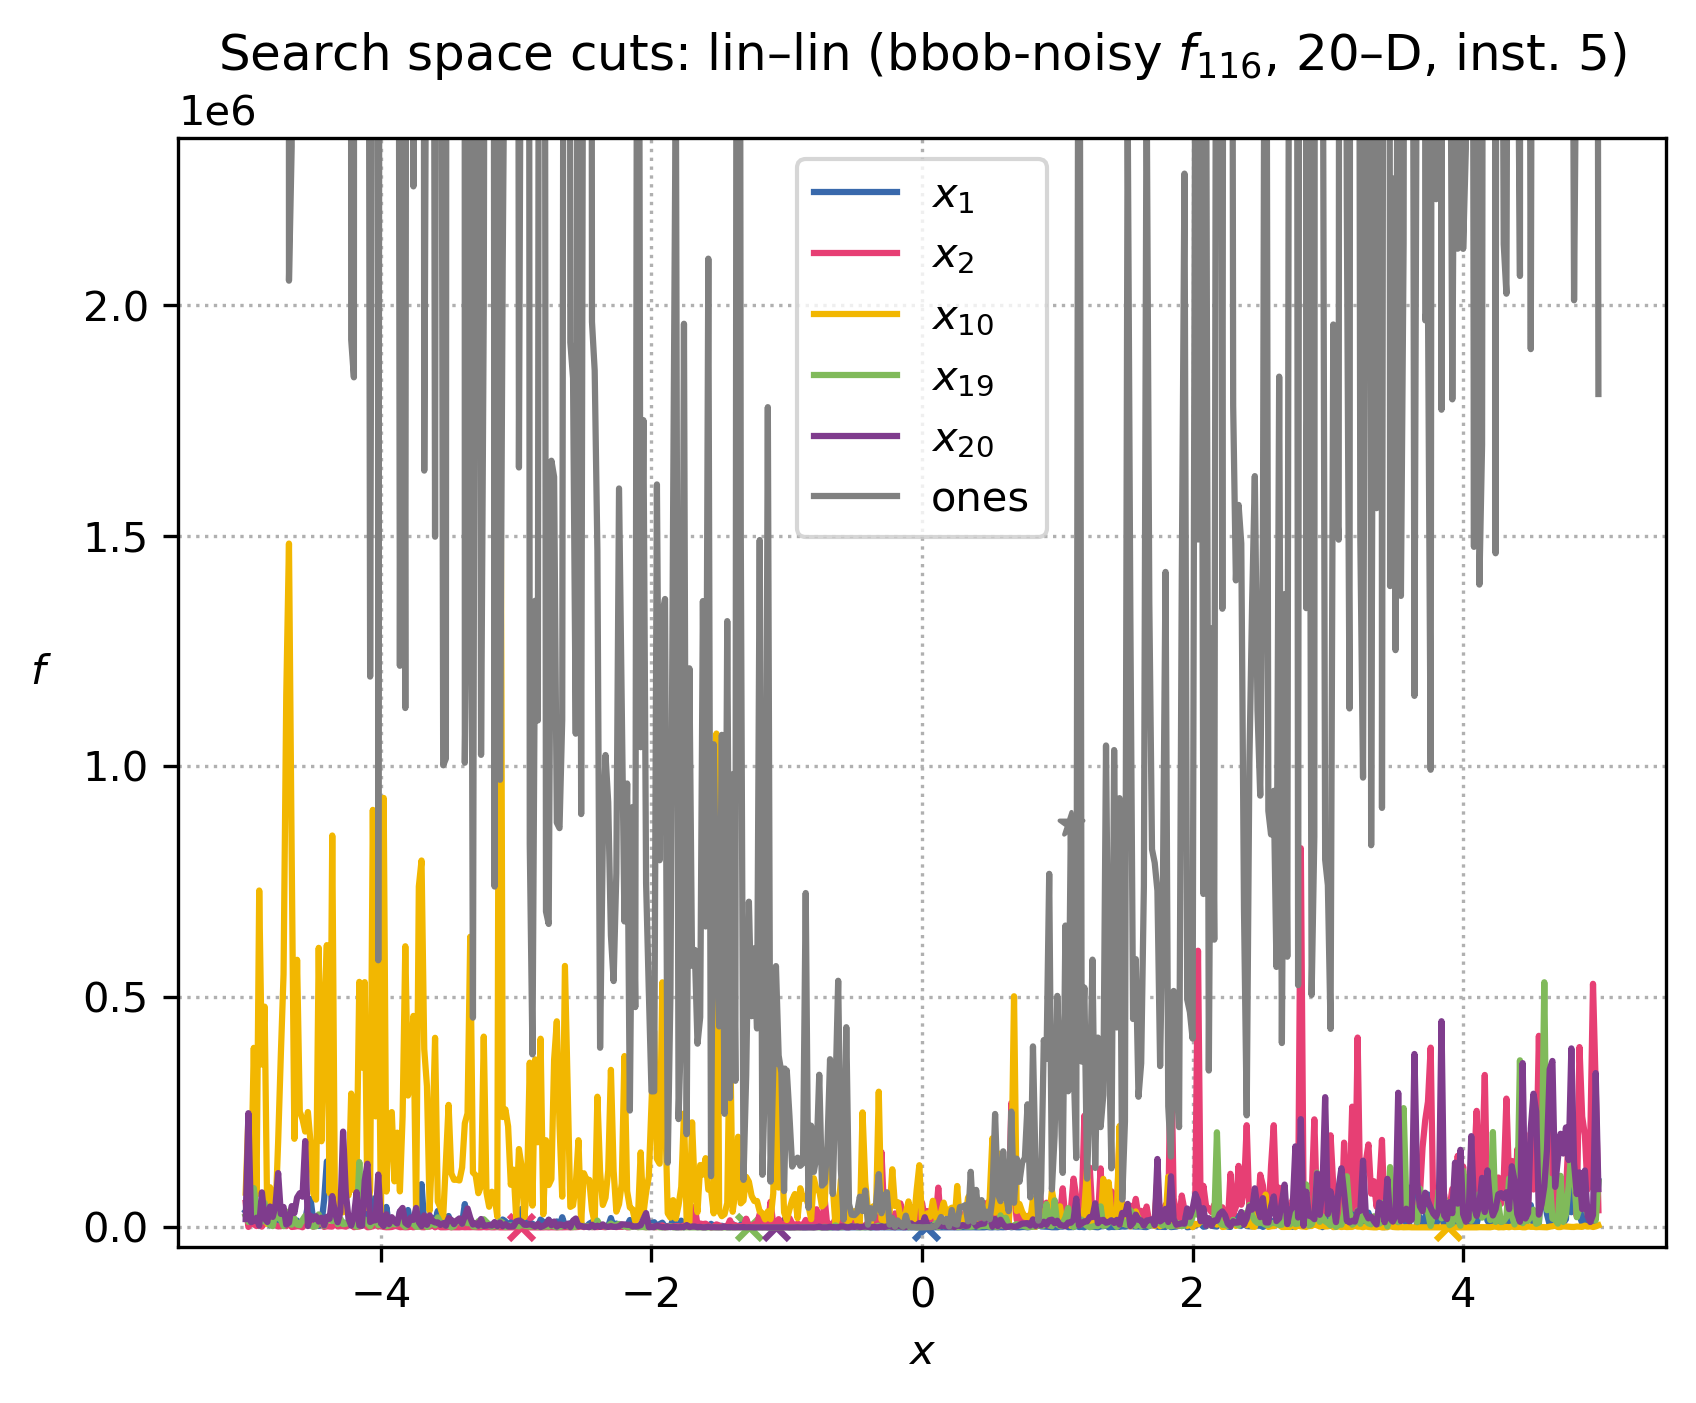 Search space cuts: lin–lin (bbob-noisy f₁₁₆, 20–D, inst. 5)
1e6
x₁
x₂
x₁₀
x₁₉
x₂₀
ones
2.0
1.5
1.0
0.5
0.0
f
−4 −2 0 2 4
x